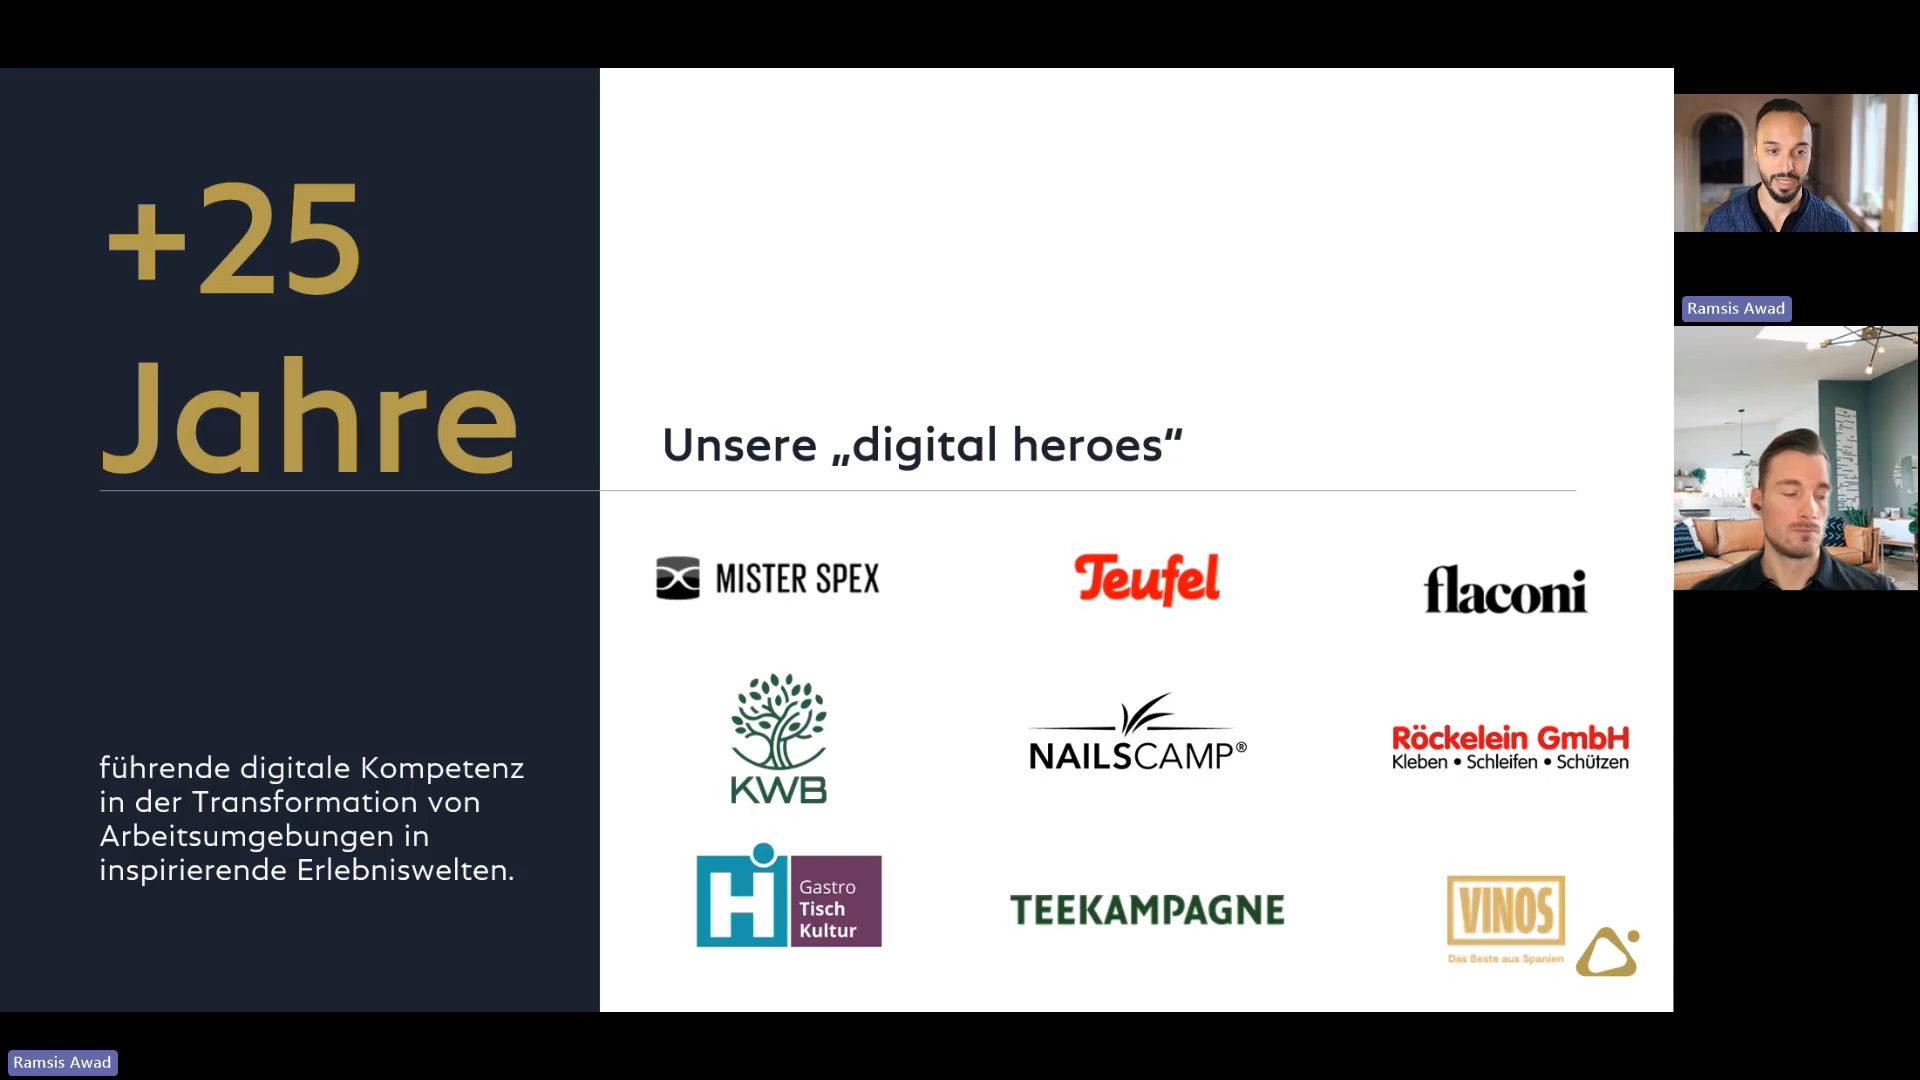 +25
Jahre
führende digitale Kompetenz
in der Transformation von
Arbeitsumgebungen in
inspirierende Erlebniswelten.
Unsere „digital heroes“
MISTER SPEX
Teufel
flaconi
KWB
NAILSCAMP®
Röckelein GmbH
Kleben • Schleifen • Schützen
Hi
Gastro
Tisch
Kultur
TEEKAMPAGNE
VINOS
Das Beste aus Spanien
Ramsis Awad
Ramsis Awad